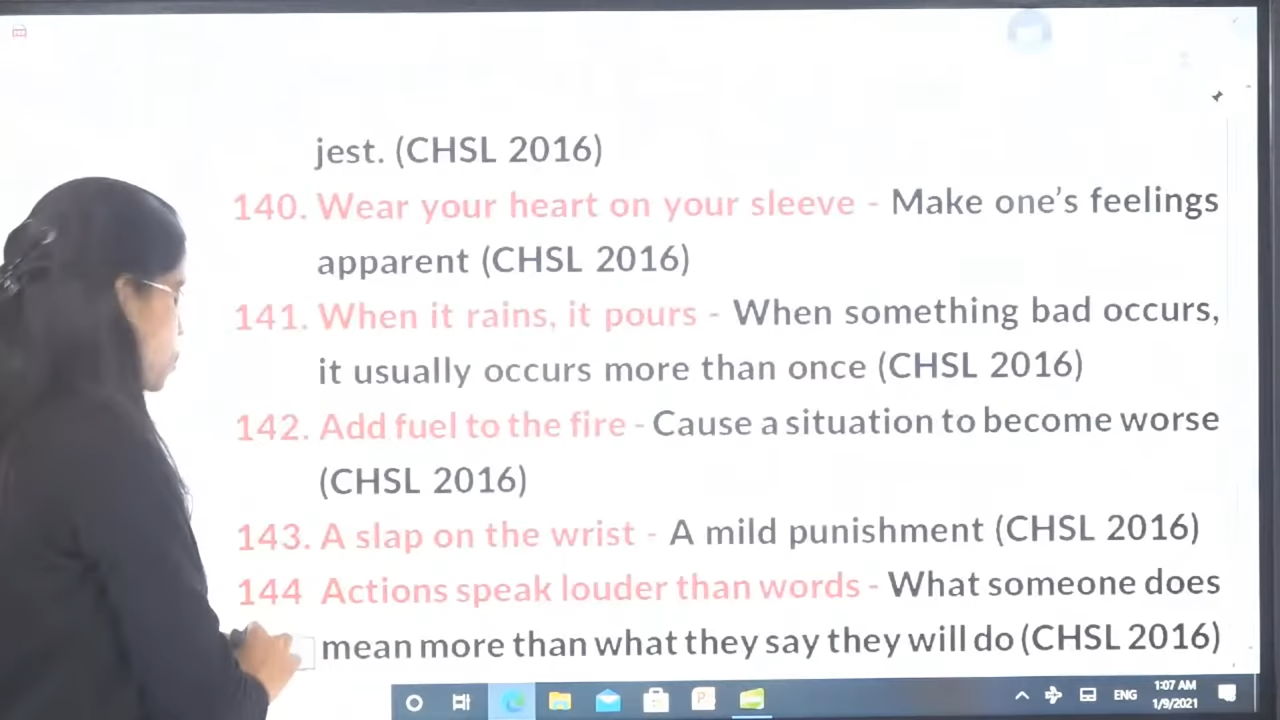 jest. (CHSL 2016)
140. Wear your heart on your sleeve - Make one's feelings
apparent (CHSL 2016)
141. When it rains, it pours - When something bad occurs,
it usually occurs more than once (CHSL 2016)
142. Add fuel to the fire - Cause a situation to become worse
(CHSL 2016)
143. A slap on the wrist - A mild punishment (CHSL 2016)
144 Actions speak louder than words - What someone does
mean more than what they say they will do (CHSL 2016)
ENG
1:07 AM
1/9/2021